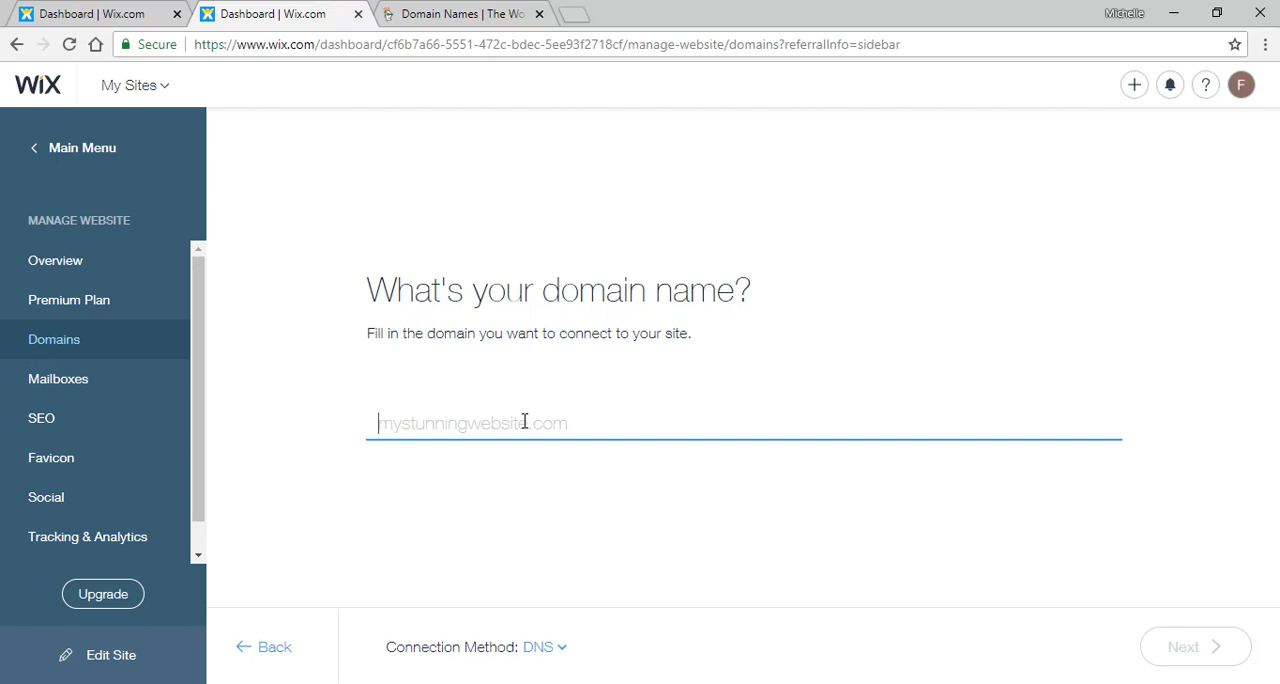 Dashboard | Wix.com
Dashboard | Wix.com
Domain Names | The Wo
Michelle
Secure
https://www.wix.com/dashboard/cf6b7a66-5551-472c-bdec-5ee93f2718cf/manage-website/domains?referralInfo=sidebar
WiX
My Sites
?
F
Main Menu
MANAGE WEBSITE
Overview
Premium Plan
Domains
Mailboxes
SEO
Favicon
Social
Tracking & Analytics
Upgrade
Edit Site
What's your domain name?
Fill in the domain you want to connect to your site.
mystunningwebsite.com
Back
Connection Method: DNS
Next